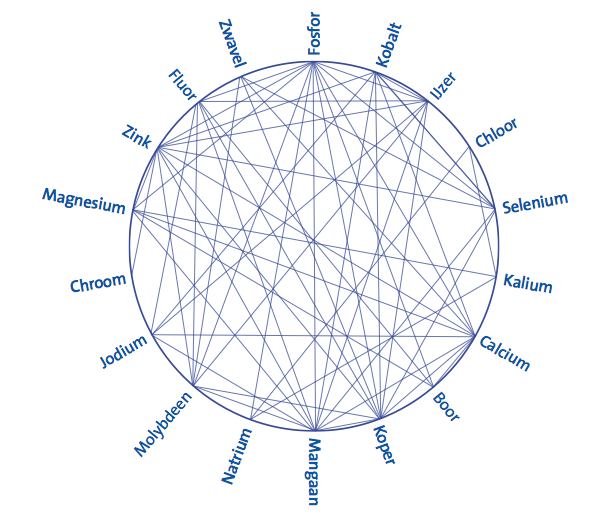 Fosfor
Kobalt
IJzer
Chloor
Selenium
Kalium
Calcium
Boor
Koper
Mangaan
Natrium
Molybdeen
Jodium
Chroom
Magnesium
Zink
Fluor
Zwavel